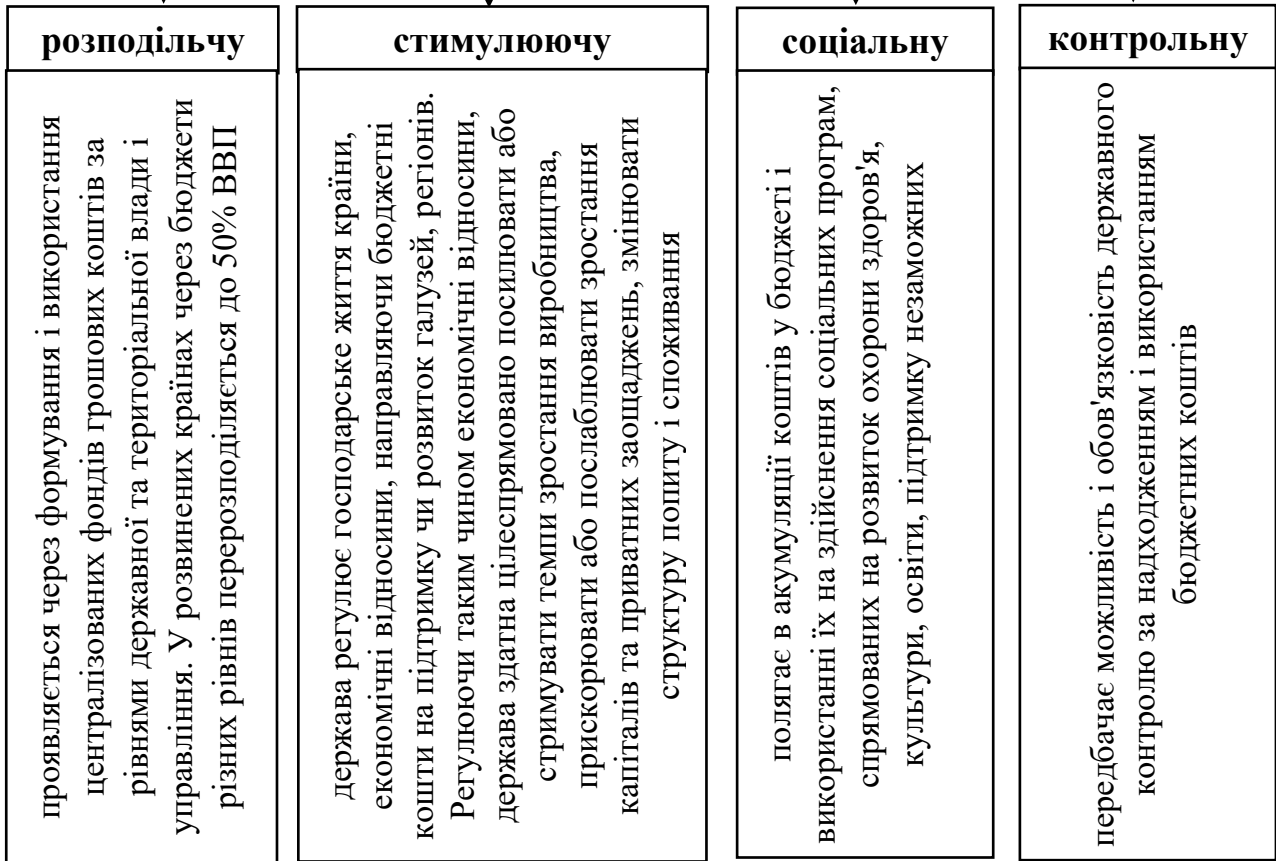 розподільчу
проявляється через формування і використання
централізованих фондів грошових коштів за
рівнями державної та територіальної влади і
управління. У розвинених країнах через бюджети
різних рівнів перерозподіляється до 50% ВВП
стимулюючу
держава регулює господарське життя країни,
економічні відносини, направляючи бюджетні
кошти на підтримку чи розвиток галузей, регіонів.
Регулюючи таким чином економічні відносини,
держава здатна цілеспрямовано посилювати або
стримувати темпи зростання виробництва,
прискорювати або послаблювати зростання
капіталів та приватних заощаджень, змінювати
структуру попиту і споживання
соціальну
полягає в акумуляції коштів у бюджеті і
використанні їх на здійснення соціальних програм,
спрямованих на розвиток охорони здоров'я,
культури, освіти, підтримку незаможних
контрольну
передбачає можливість і обов'язковість державного
контролю за надходженням і використанням
бюджетних коштів